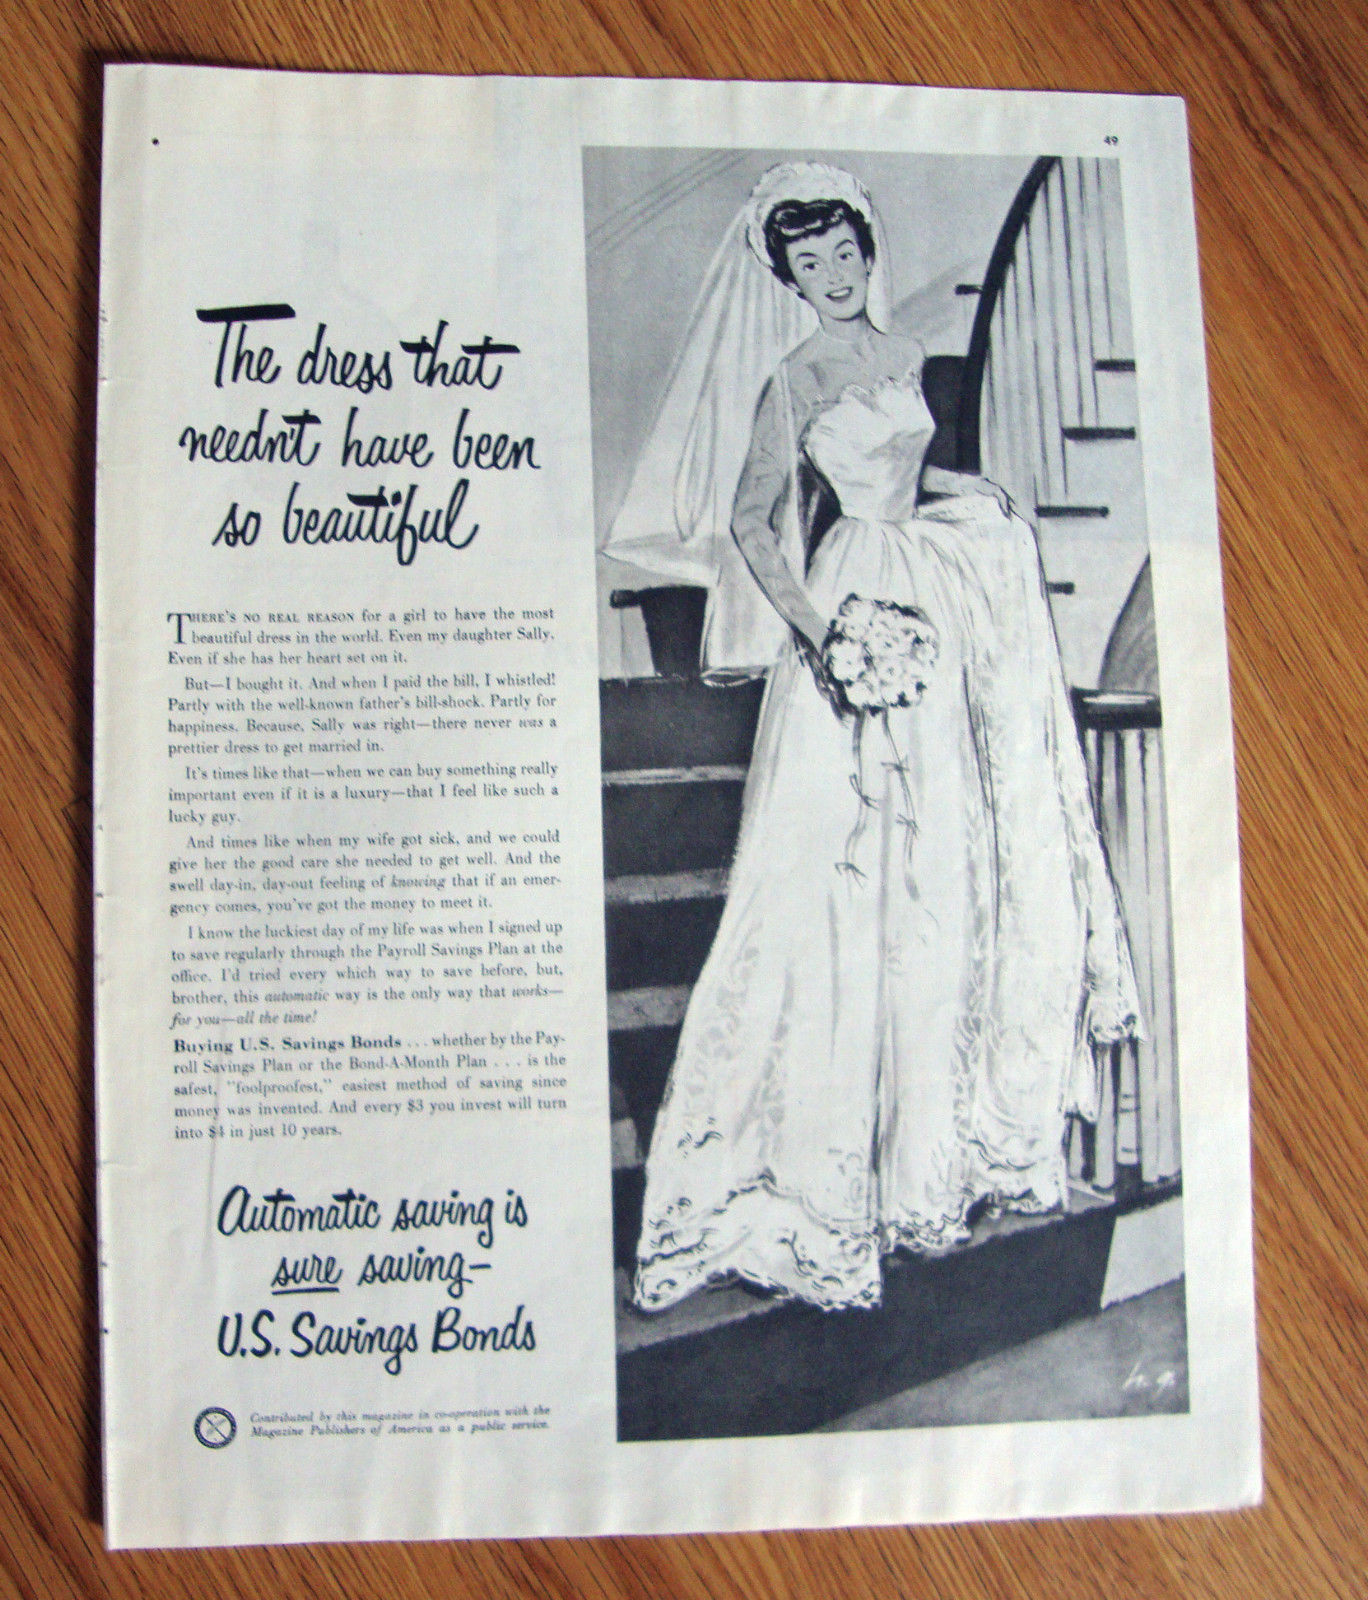 49
The dress that
needn't have been
so beautiful
THERE'S NO REAL REASON for a girl to have the most
beautiful dress in the world. Even my daughter Sally.
Even if she has her heart set on it.
But—I bought it. And when I paid the bill, I whistled!
Partly with the well-known father's bill-shock. Partly for
happiness. Because, Sally was right—there never was a
prettier dress to get married in.
It's times like that—when we can buy something really
important even if it is a luxury—that I feel like such a
lucky guy.
And times like when my wife got sick, and we could
give her the good care she needed to get well. And the
swell day-in, day-out feeling of knowing that if an emer-
gency comes, you've got the money to meet it.
I know the luckiest day of my life was when I signed up
to save regularly through the Payroll Savings Plan at the
office. I'd tried every which way to save before, but,
brother, this automatic way is the only way that works—
for you—all the time!
Buying U.S. Savings Bonds . . . whether by the Pay-
roll Savings Plan or the Bond-A-Month Plan . . . is the
safest, "foolproofest," easiest method of saving since
money was invented. And every $3 you invest will turn
into $4 in just 10 years.
Automatic saving is
sure saving—
U.S. Savings Bonds
Contributed by this magazine in co-operation with the
Magazine Publishers of America as a public service.